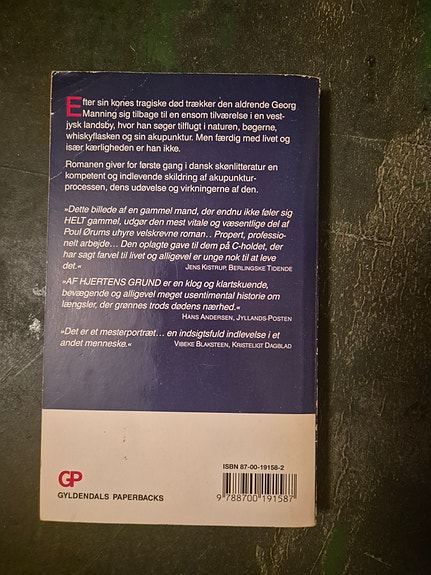 Efter sin kones tragiske død trækker den aldrende Georg
Manning sig tilbage til en ensom tilværelse i en vest-
jysk landsby, hvor han søger tilflugt i naturen, bøgerne,
whiskyflasken og sin akupunktur. Men færdig med livet og
især kærligheden er han ikke.
Romanen giver for første gang i dansk skønlitteratur en
kompetent og indlevende skildring af akupunktur-
processen, dens udøvelse og virkningerne af den.
»Dette billede af en gammel mand, der endnu ikke føler sig
HELT gammel, udgør den mest vitale og væsentlige del af
Poul Ørums uhyre velskrevne roman.. Propert, professio-
nelt arbejde... Den oplagte gave til dem på C-holdet, der
har sagt farvel til livet og alligevel er unge nok til at leve
det.« JENS KISTRUP, BERLINGSKE TIDENDE
»AF HJERTENS GRUND er en klog og klartskuende,
bevægende og alligevel meget usentimental historie om
længsler, der grønnes trods dødens nærhed.«
HANS ANDERSEN, JYLLANDS-POSTEN
»Det er et mesterportræt... en indsigtsfuld indlevelse i et
andet menneske.« VIBEKE BLAKSTEEN, KRISTELIGT DAGBLAD
ISBN 87-00-19158-2
9 788700 191587
GP
GYLDENDALS PAPERBACKS